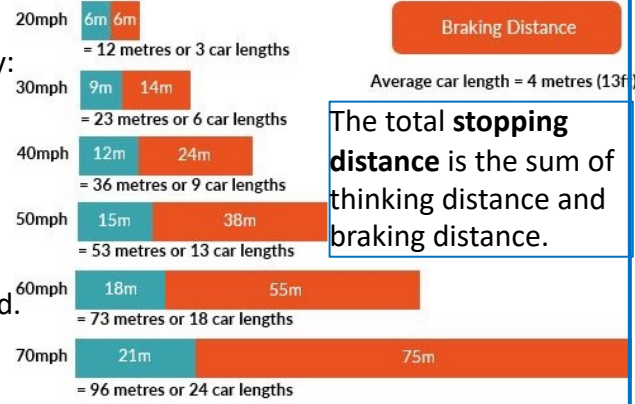 20mph 6m 6m
= 12 metres or 3 car lengths
y:
30mph 9m 14m
= 23 metres or 6 car lengths
40mph 12m 24m
= 36 metres or 9 car lengths
50mph 15m 38m
= 53 metres or 13 car lengths
d.
60mph 18m 55m
= 73 metres or 18 car lengths
70mph 21m 75m
= 96 metres or 24 car lengths
Braking Distance
Average car length = 4 metres (13ft)
The total stopping
distance is the sum of
thinking distance and
braking distance.